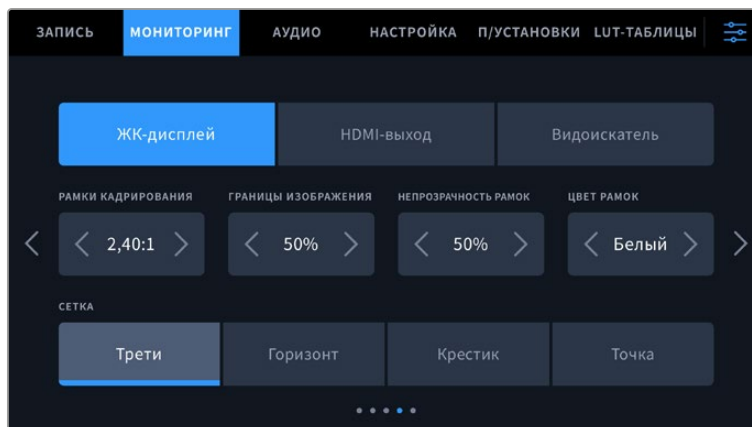 ЗАПИСЬ МОНИТОРИНГ АУДИО НАСТРОЙКА П/УСТАНОВКИ LUT-ТАБЛИЦЫ
ЖК-дисплей HDMI-выход Видоискатель
РАМКИ КАДРИРОВАНИЯ ГРАНИЦЫ ИЗОБРАЖЕНИЯ НЕПРОЗРАЧНОСТЬ РАМОК ЦВЕТ РАМОК
2,40:1 50% 50% Белый
СЕТКА
Трети Горизонт Крестик Точка